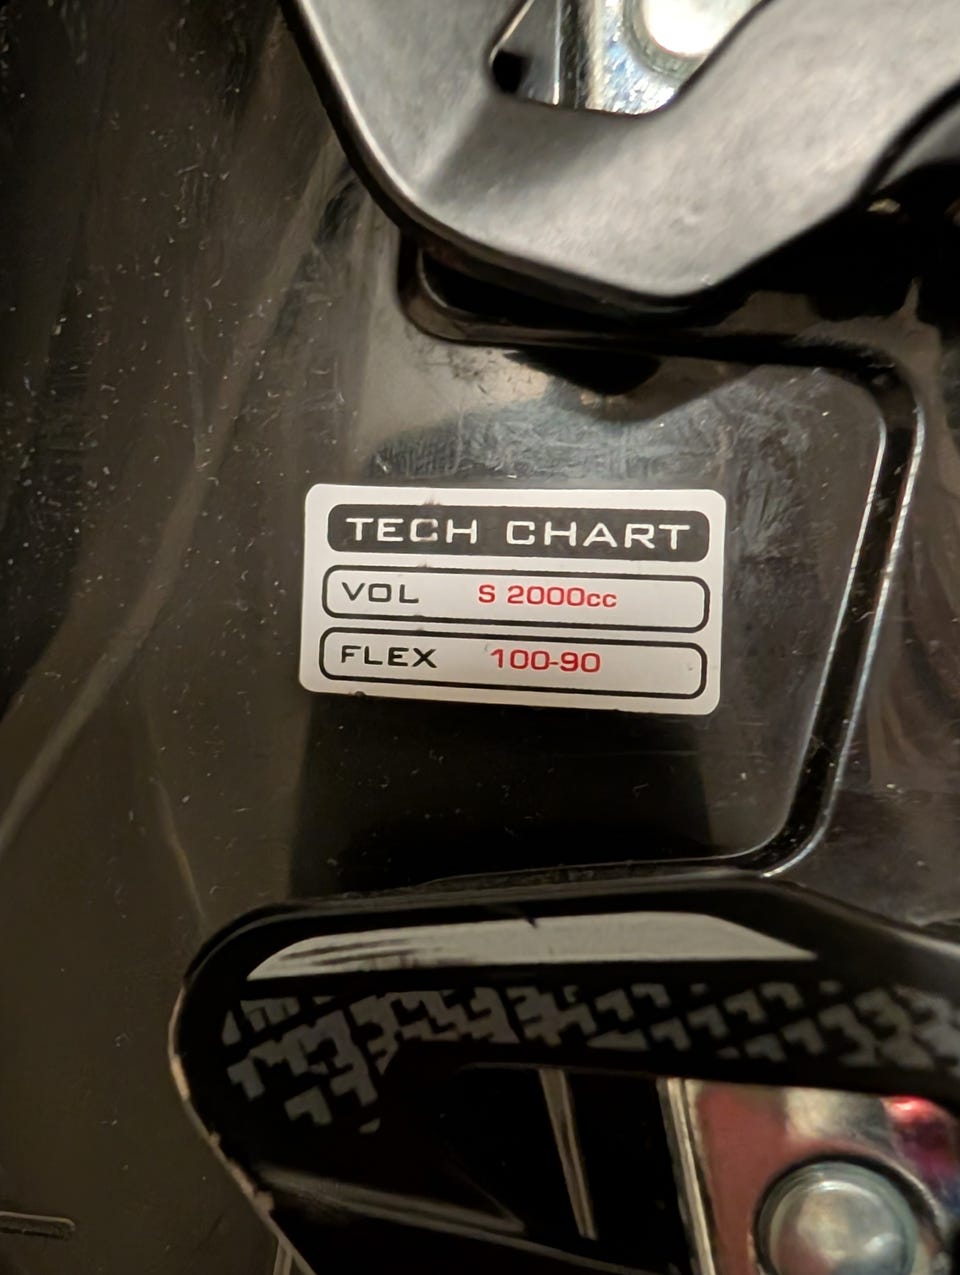 TECH CHART
VOL S 2000cc
FLEX 100-90